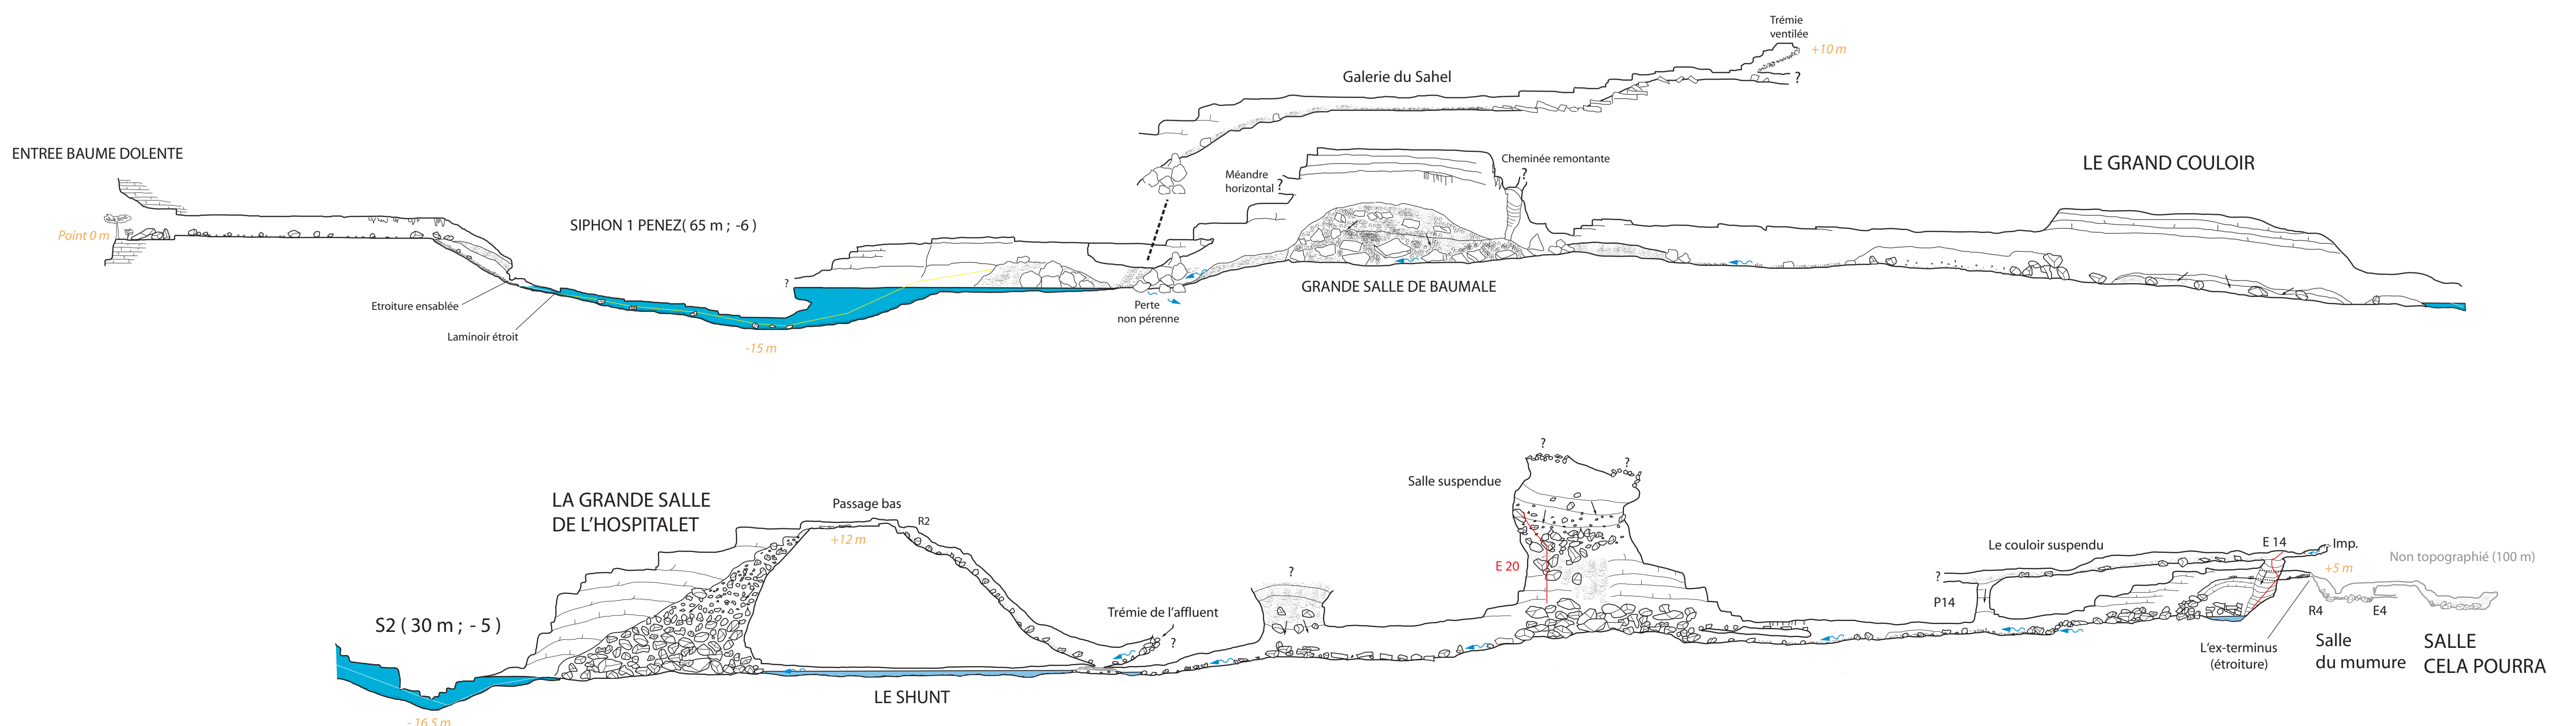 Trémie
ventilée
+10 m
?
Galerie du Sahel
ENTREE BAUME DOLENTE
Cheminée remontante
?
LE GRAND COULOIR
Méandre
horizontal ?
Point 0 m
SIPHON 1 PENEZ( 65 m ; -6 )
?
GRANDE SALLE DE BAUMALE
Etroiture ensablée
Perte
non pérenne
Laminoir étroit
-15 m
?
?
Salle suspendue
LA GRANDE SALLE
DE L'HOSPITALET
Passage bas
R2
+12 m
E 20
?
Le couloir suspendu
E 14
Imp.
Non topographié (100 m)
+5 m
?
P14
R4
E4
Trémie de l'affluent
?
S2 ( 30 m ; - 5 )
L'ex-terminus
(étroiture)
Salle
du mumure
SALLE
CELA POURRA
LE SHUNT
- 16,5 m